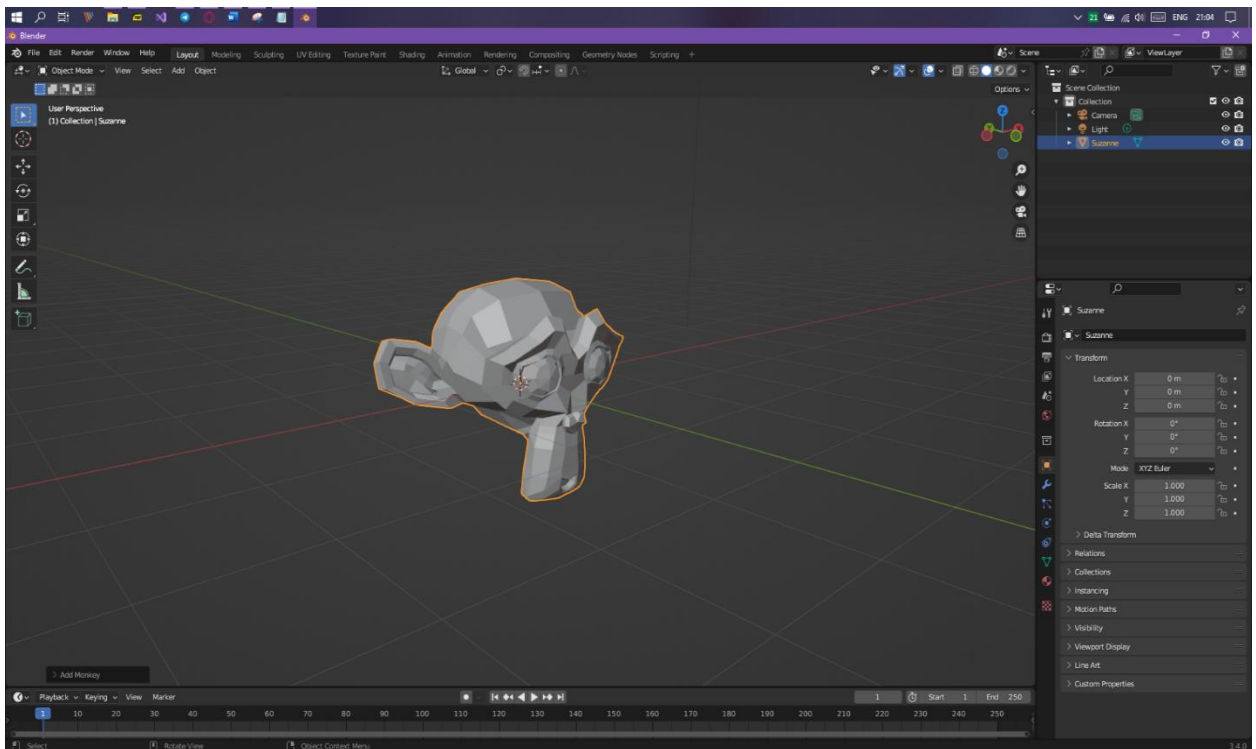 21 ENG 21:04
Blender
File Edit Render Window Help Layout Modeling Sculpting UV Editing Texture Paint Shading Animation Rendering Compositing Geometry Nodes Scripting + Scene ViewLayer
Object Mode View Select Add Object Global
Options
User Perspective
(1) Collection | Suzanne
Z
Scene Collection
Collection
Camera
Light
Suzanne
Suzanne
Suzanne
Transform
Location X 0 m
Y 0 m
Z 0 m
Rotation X 0°
Y 0°
Z 0°
Mode XYZ Euler
Scale X 1.000
Y 1.000
Z 1.000
Delta Transform
Relations
Collections
Instancing
Motion Paths
Visibility
Viewport Display
Line Art
Custom Properties
Add Monkey
Playback Keying View Marker 1 Start 1 End 250
1 10 20 30 40 50 60 70 80 90 100 110 120 130 140 150 160 170 180 190 200 210 220 230 240 250
Select Rotate View Object Context Menu 3.4.0